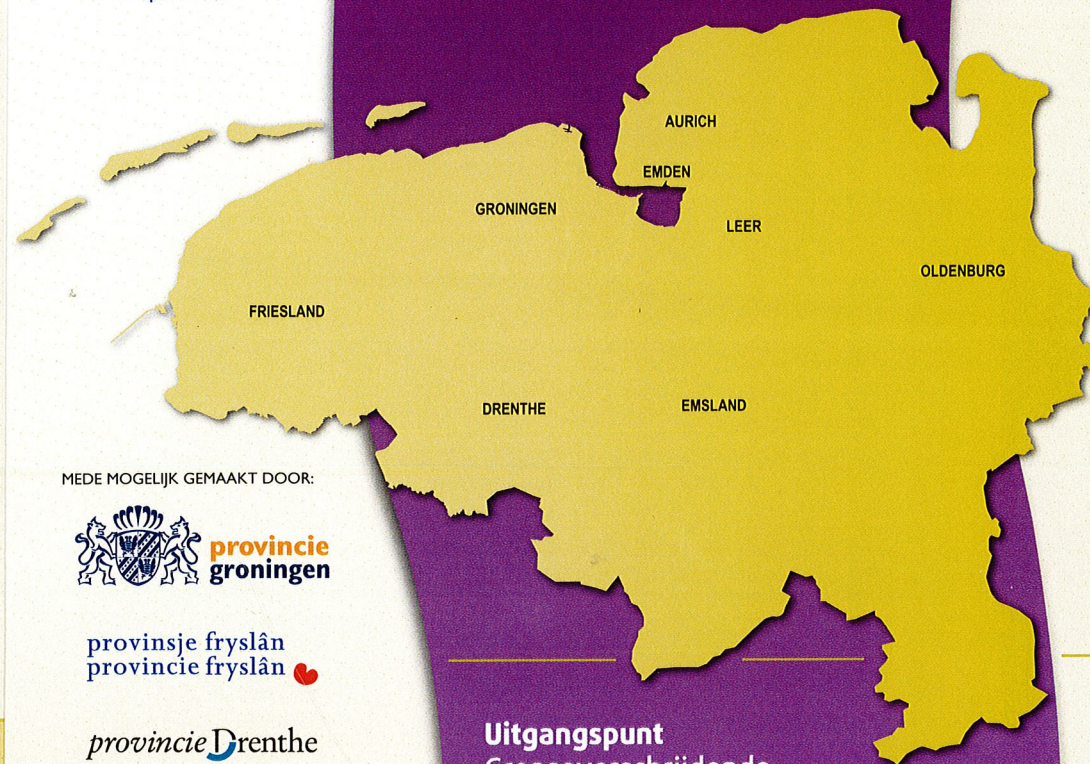 AURICH
EMDEN
GRONINGEN
LEER
OLDENBURG
FRIESLAND
DRENTHE
EMSLAND
MEDE MOGELIJK GEMAAKT DOOR:
provincie
groningen
provinsje fryslân
provincie fryslân
provincie Drenthe
Uitgangspunt
Grensoverschrijdende